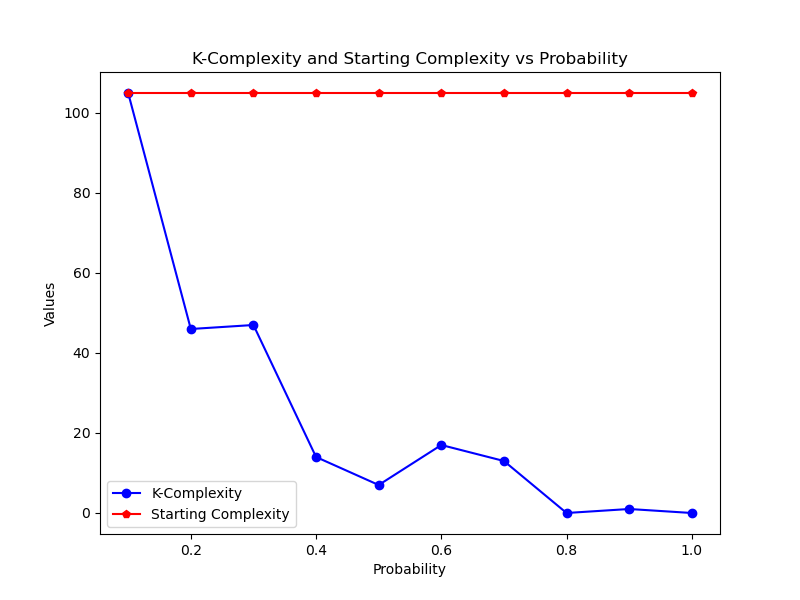 K-Complexity and Starting Complexity vs Probability
100
80
60
40
20
0
Values
K-Complexity
Starting Complexity
0.2
0.4
0.6
0.8
1.0
Probability